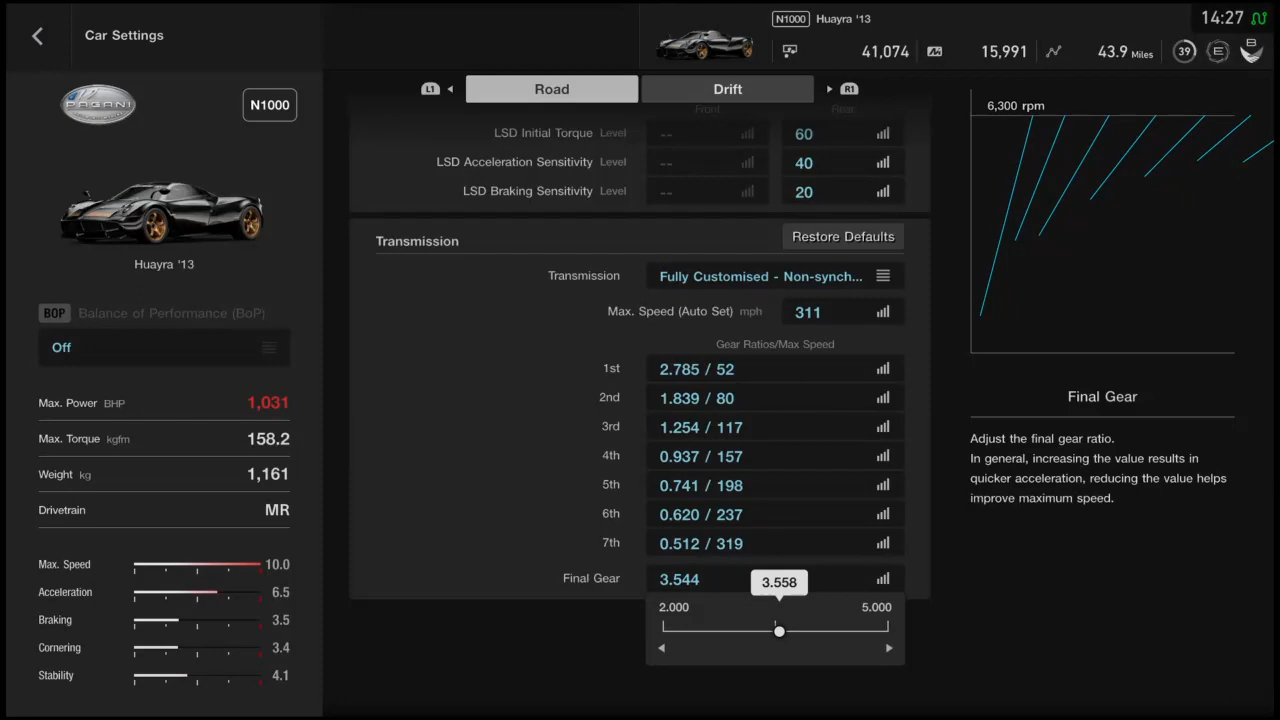 Car Settings
N1000 Huayra '13
14:27
41,074
15,991
43.9 Miles
39
E
B
PAGANI
N1000
Huayra '13
BOP Balance of Performance (BoP)
Off
Max. Power BHP 1,031
Max. Torque kgfm 158.2
Weight kg 1,161
Drivetrain MR
Max. Speed 10.0
Acceleration 6.5
Braking 3.5
Cornering 3.4
Stability 4.1
L1 Road Drift R1
Front Rear
LSD Initial Torque Level -- 60
LSD Acceleration Sensitivity Level -- 40
LSD Braking Sensitivity Level -- 20
Transmission Restore Defaults
Transmission Fully Customised - Non-synch...
Max. Speed (Auto Set) mph 311
Gear Ratios/Max Speed
1st 2.785 / 52
2nd 1.839 / 80
3rd 1.254 / 117
4th 0.937 / 157
5th 0.741 / 198
6th 0.620 / 237
7th 0.512 / 319
Final Gear 3.544
3.558
2.000 5.000
6,300 rpm
Final Gear
Adjust the final gear ratio.
In general, increasing the value results in
quicker acceleration, reducing the value helps
improve maximum speed.